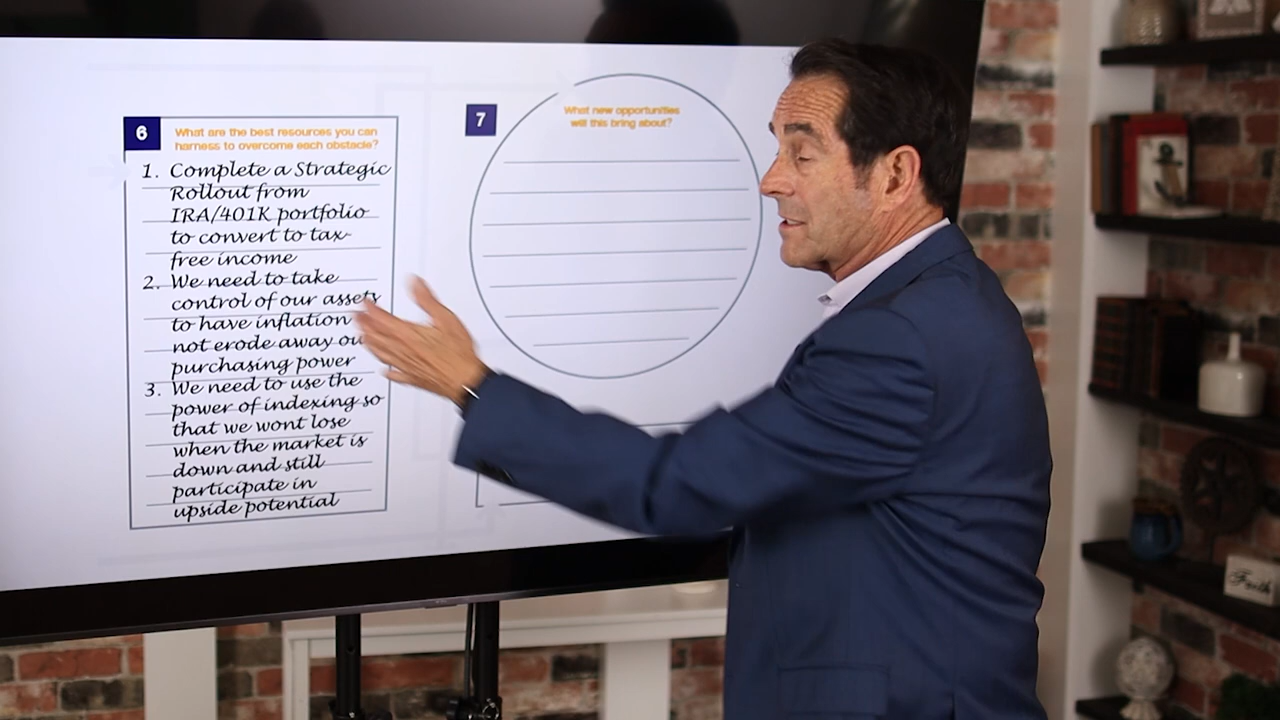 6
What are the best resources you can
harness to overcome each obstacle?
1. Complete a Strategic
Rollout from
IRA/401K portfolio
to convert to tax-
free income
2. We need to take
control of our assets
to have inflation
not erode away
purchasing power
3. We need to use the
power of indexing so
that we wont lose
when the market is
down and still
participate in
upside potential
7
What new opportunities
will this bring about?
Faith